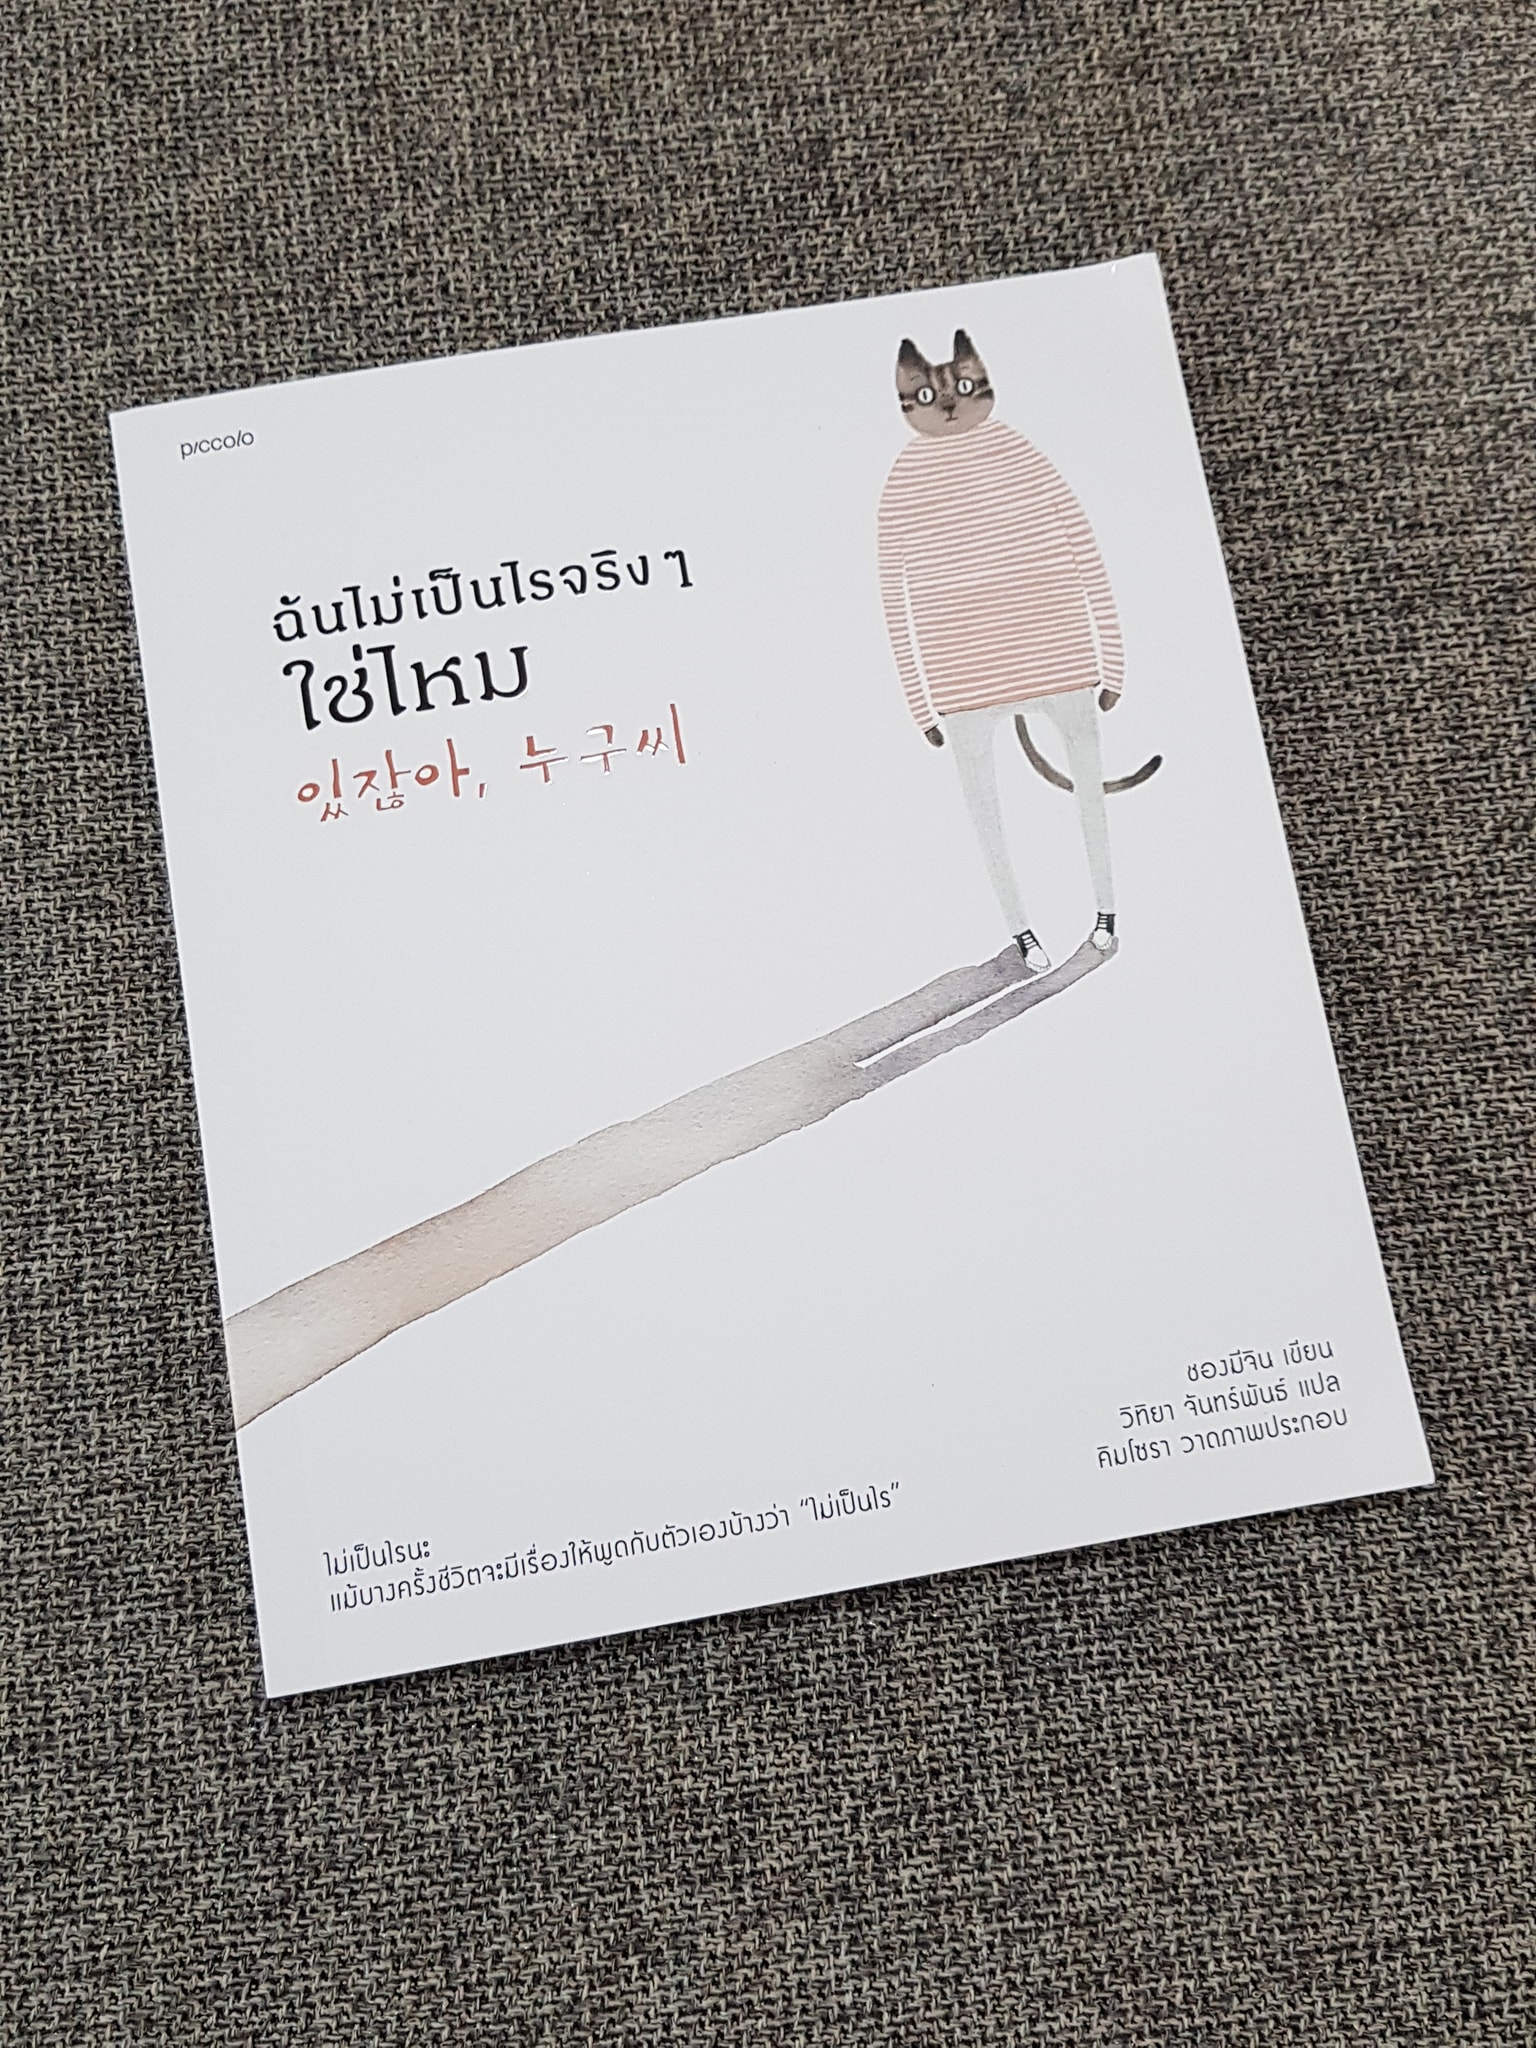 piccolo
ฉันไม่เป็นไรจริง ๆ
ใช่ไหม
있잖아, 누구씨
ชองมีจิน เขียน
วิทิยา จันทร์พันธ์ แปล
คิมโซรา วาดภาพประกอบ
ไม่เป็นไรนะ
แม้บางครั้งชีวิตจะมีเรื่องให้พูดกับตัวเองบ้างว่า “ไม่เป็นไร”